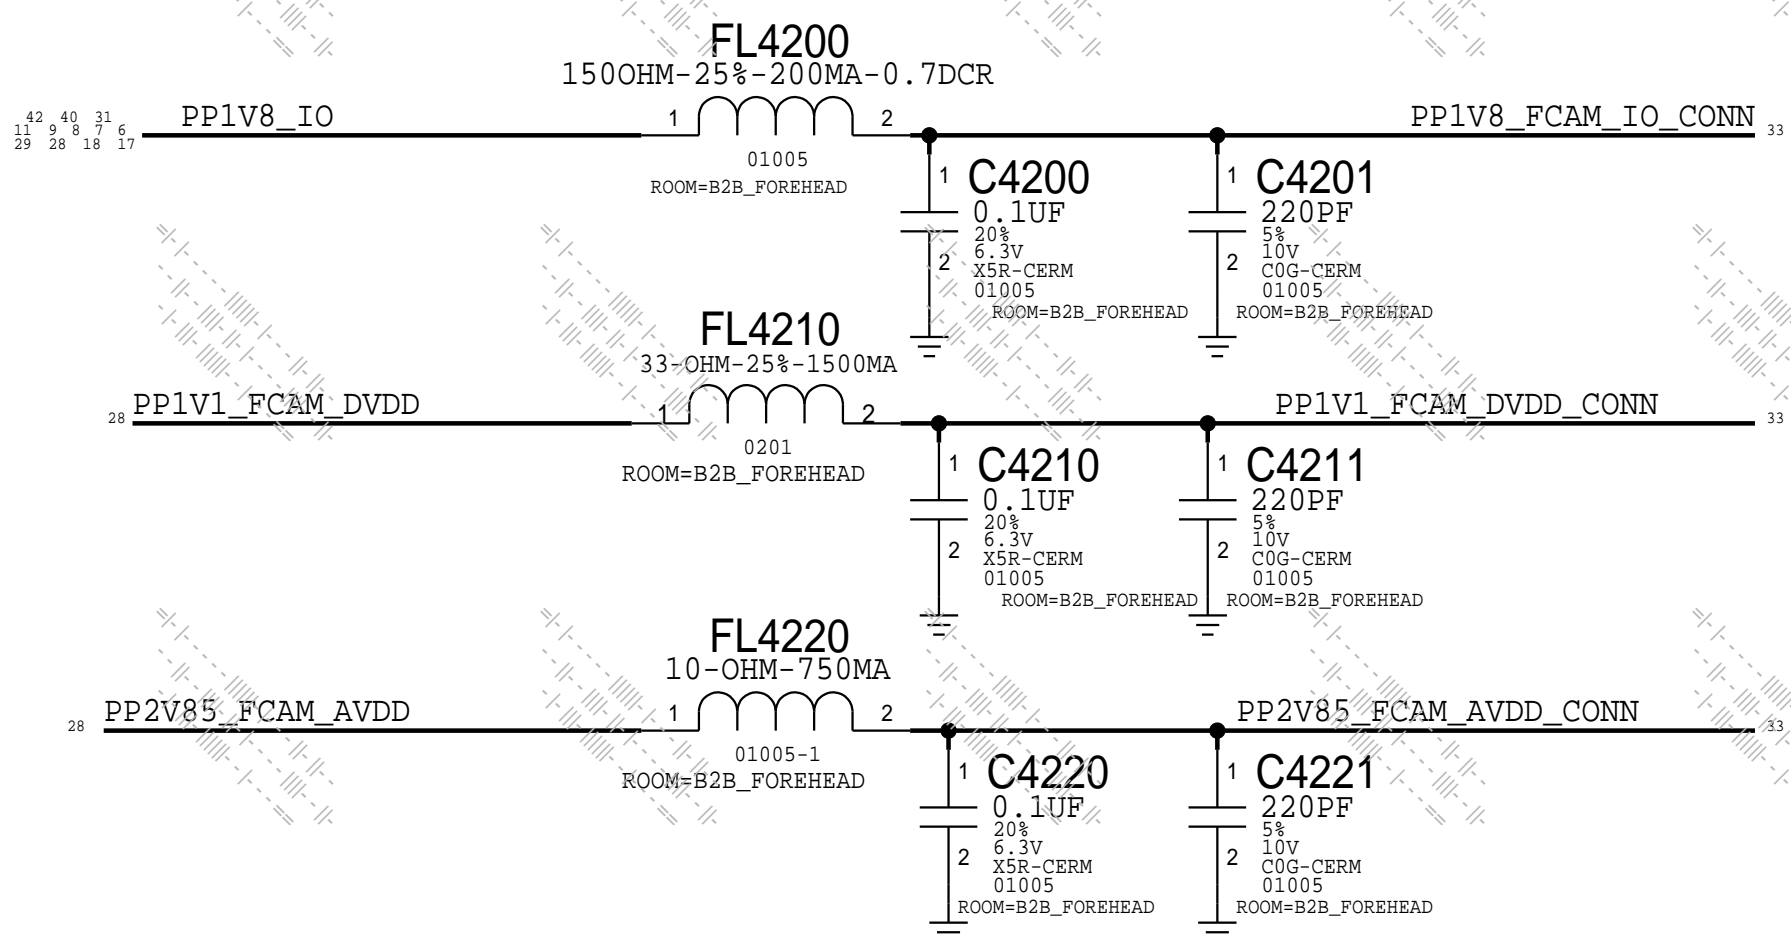 FL4200
150OHM-25%-200MA-0.7DCR
42 40 31
11 9 8 7 6
29 28 18 17
PP1V8_IO
1
2
PP1V8_FCAM_IO_CONN
33
01005
ROOM=B2B_FOREHEAD
1
C4200
0.1UF
20%
6.3V
2
X5R-CERM
01005
ROOM=B2B_FOREHEAD
1
C4201
220PF
5%
10V
2
C0G-CERM
01005
ROOM=B2B_FOREHEAD
FL4210
33-OHM-25%-1500MA
28
PP1V1_FCAM_DVDD
1
2
PP1V1_FCAM_DVDD_CONN
33
0201
ROOM=B2B_FOREHEAD
1
C4210
0.1UF
20%
6.3V
2
X5R-CERM
01005
ROOM=B2B_FOREHEAD
1
C4211
220PF
5%
10V
2
C0G-CERM
01005
ROOM=B2B_FOREHEAD
FL4220
10-OHM-750MA
28
PP2V85_FCAM_AVDD
1
2
PP2V85_FCAM_AVDD_CONN
33
01005-1
ROOM=B2B_FOREHEAD
1
C4220
0.1UF
20%
6.3V
2
X5R-CERM
01005
ROOM=B2B_FOREHEAD
1
C4221
220PF
5%
10V
2
C0G-CERM
01005
ROOM=B2B_FOREHEAD